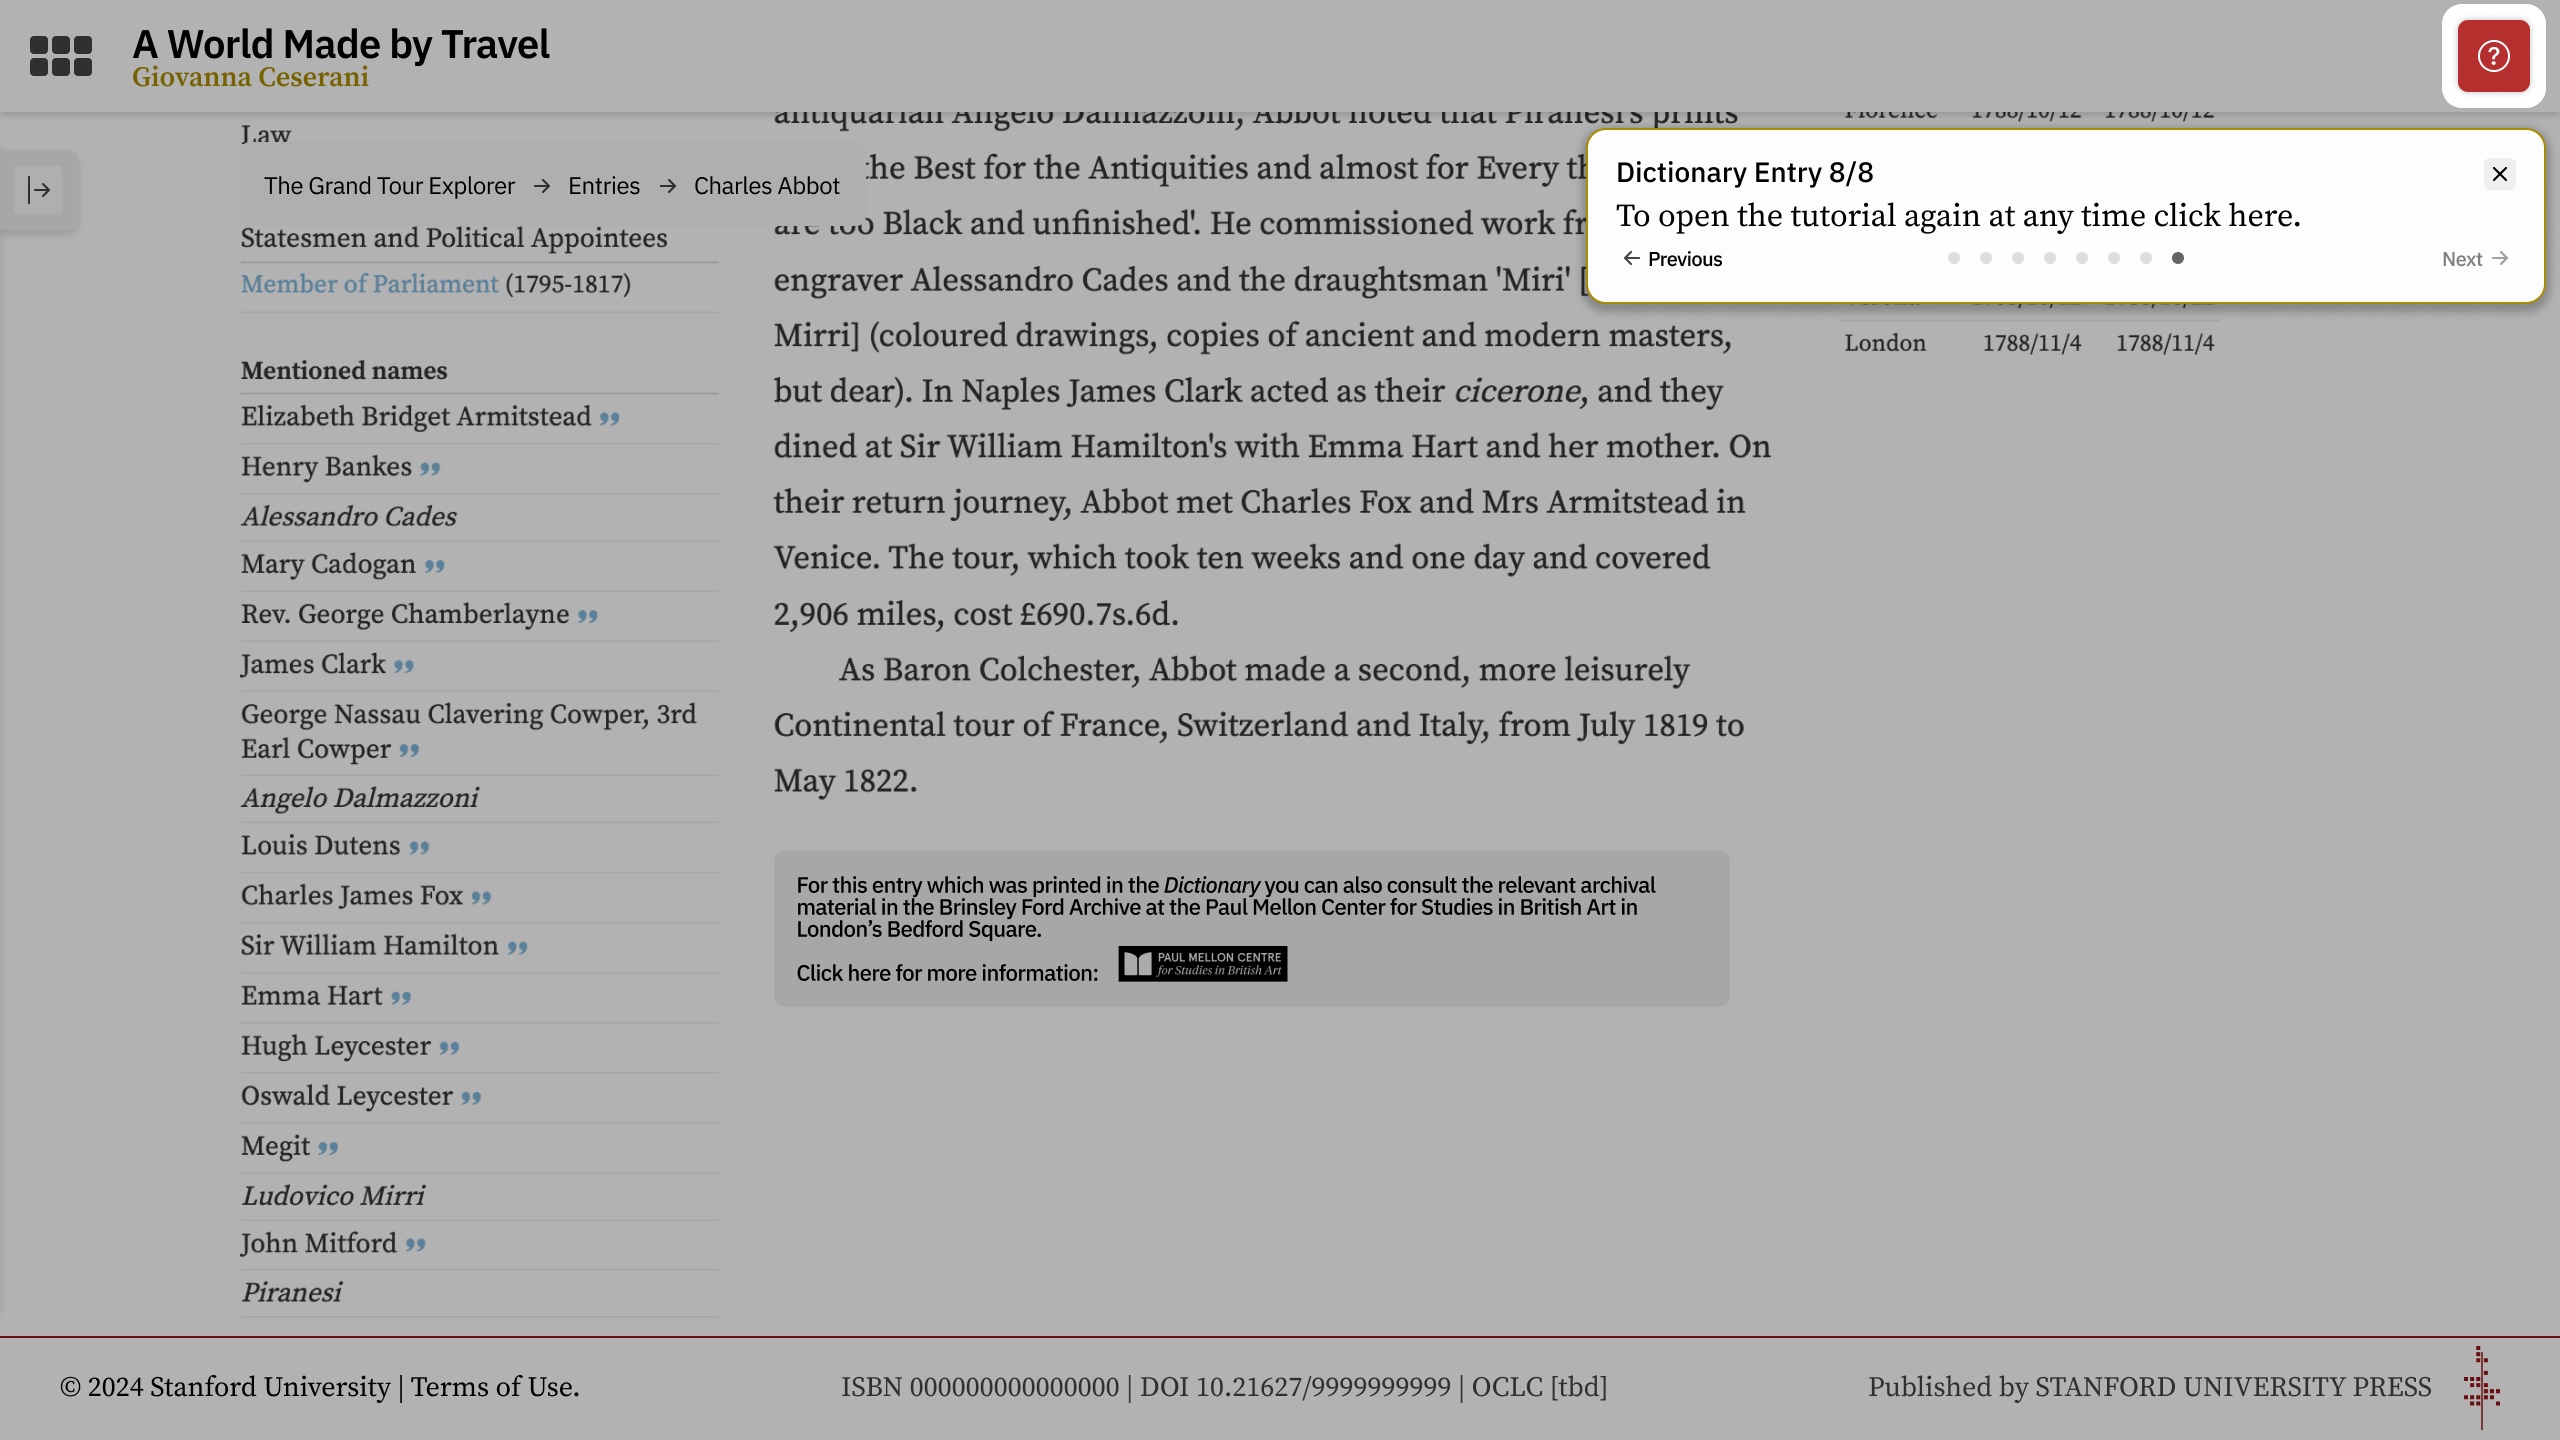 A World Made by Travel
Giovanna Ceserani
?
Law
The Grand Tour Explorer → Entries → Charles Abbot
Statesmen and Political Appointees
Member of Parliament (1795-1817)
Mentioned names
Elizabeth Bridget Armitstead ”
Henry Bankes ”
Alessandro Cades
Mary Cadogan ”
Rev. George Chamberlayne ”
James Clark ”
George Nassau Clavering Cowper, 3rd
Earl Cowper ”
Angelo Dalmazzoni
Louis Dutens ”
Charles James Fox ”
Sir William Hamilton ”
Emma Hart ”
Hugh Leycester ”
Oswald Leycester ”
Megit ”
Ludovico Mirri
John Mitford ”
Piranesi
antiquarian Angelo Dalmazzoni, Abbot noted that Piranesi's prints
the Best for the Antiquities and almost for Every
are too Black and unfinished'. He commissioned work
engraver Alessandro Cades and the draughtsman 'Miri' [
Mirri] (coloured drawings, copies of ancient and modern masters,
but dear). In Naples James Clark acted as their cicerone, and they
dined at Sir William Hamilton's with Emma Hart and her mother. On
their return journey, Abbot met Charles Fox and Mrs Armitstead in
Venice. The tour, which took ten weeks and one day and covered
2,906 miles, cost £690.7s.6d.
As Baron Colchester, Abbot made a second, more leisurely
Continental tour of France, Switzerland and Italy, from July 1819 to
May 1822.
For this entry which was printed in the Dictionary you can also consult the relevant archival
material in the Brinsley Ford Archive at the Paul Mellon Center for Studies in British Art in
London’s Bedford Square.
Click here for more information:
PAUL MELLON CENTRE
for Studies in British Art
Florence 1788/10/12 1788/10/12
Dictionary Entry 8/8
To open the tutorial again at any time click here.
← Previous
Next →
London 1788/11/4 1788/11/4
© 2024 Stanford University | Terms of Use.
ISBN 000000000000000 | DOI 10.21627/9999999999 | OCLC [tbd]
Published by STANFORD UNIVERSITY PRESS